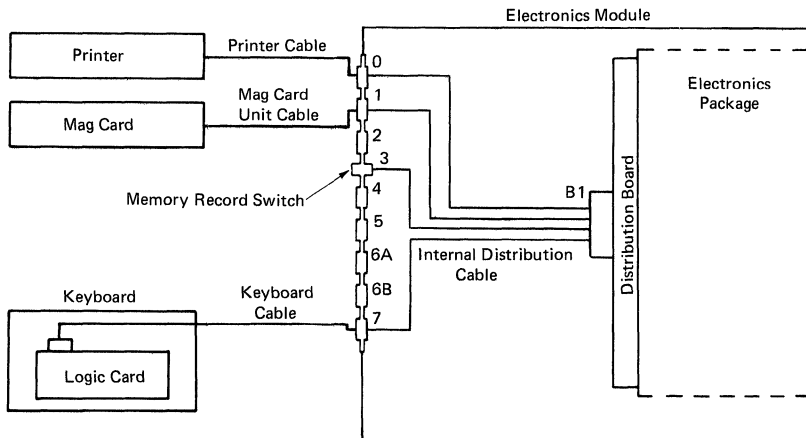 Electronics Module
Printer Cable
Printer
0
Mag Card
Unit Cable
1
Mag Card
2
3
Memory Record Switch
4
5
6A
6B
7
Electronics
Package
B1
Distribution Board
Internal Distribution
Cable
Keyboard
Keyboard
Cable
Logic Card